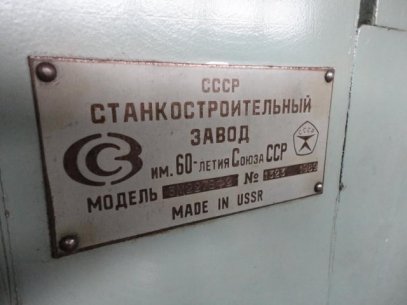 СССР
СТАНКОСТРОИТЕЛЬНЫЙ
ЗАВОД
им. 60-летия Союза ССР
МОДЕЛЬ №
MADE IN USSR